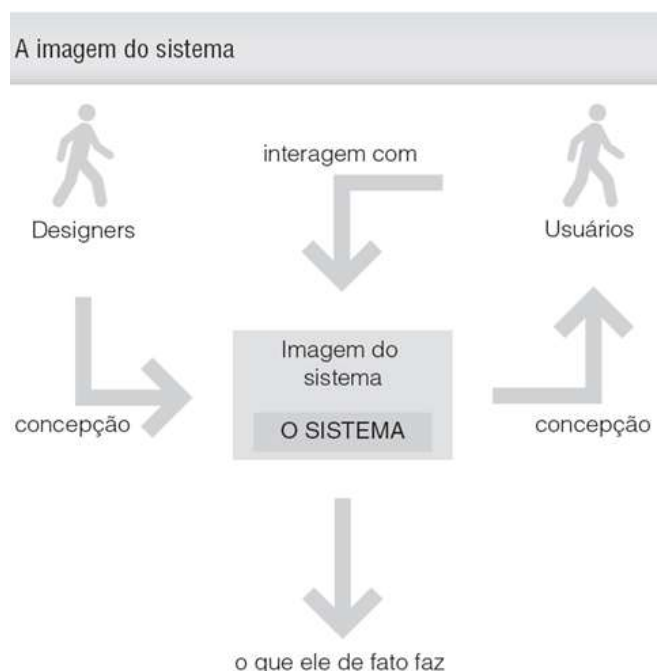 A imagem do sistema
interagem com
Designers
Usuários
Imagem do
sistema
O SISTEMA
concepção
concepção
o que ele de fato faz